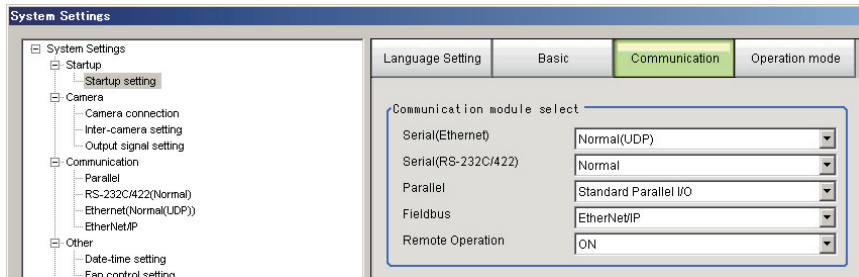 System Settings
System Settings
Startup
Startup setting
Camera
Camera connection
Inter-camera setting
Output signal setting
Communication
Parallel
RS-232C/422(Normal)
Ethernet(Normal(UDP))
EtherNet/IP
Other
Date-time setting
Fan control setting
Language Setting Basic Communication Operation mode
Communication module select
Serial(Ethernet) Normal(UDP)
Serial(RS-232C/422) Normal
Parallel Standard Parallel I/O
Fieldbus EtherNet/IP
Remote Operation ON